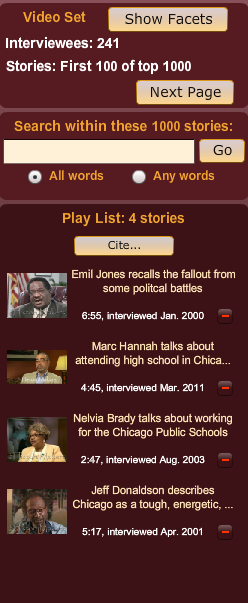 Video Set
Show Facets
Interviewees: 241
Stories: First 100 of top 1000
Next Page
Search within these 1000 stories:
Go
All words
Any words
Play List: 4 stories
Cite...
Emil Jones recalls the fallout from
some politcal battles
6:55, interviewed Jan. 2000
Marc Hannah talks about
attending high school in Chica...
4:45, interviewed Mar. 2011
Nelvia Brady talks about working
for the Chicago Public Schools
2:47, interviewed Aug. 2003
Jeff Donaldson describes
Chicago as a tough, energetic, ...
5:17, interviewed Apr. 2001